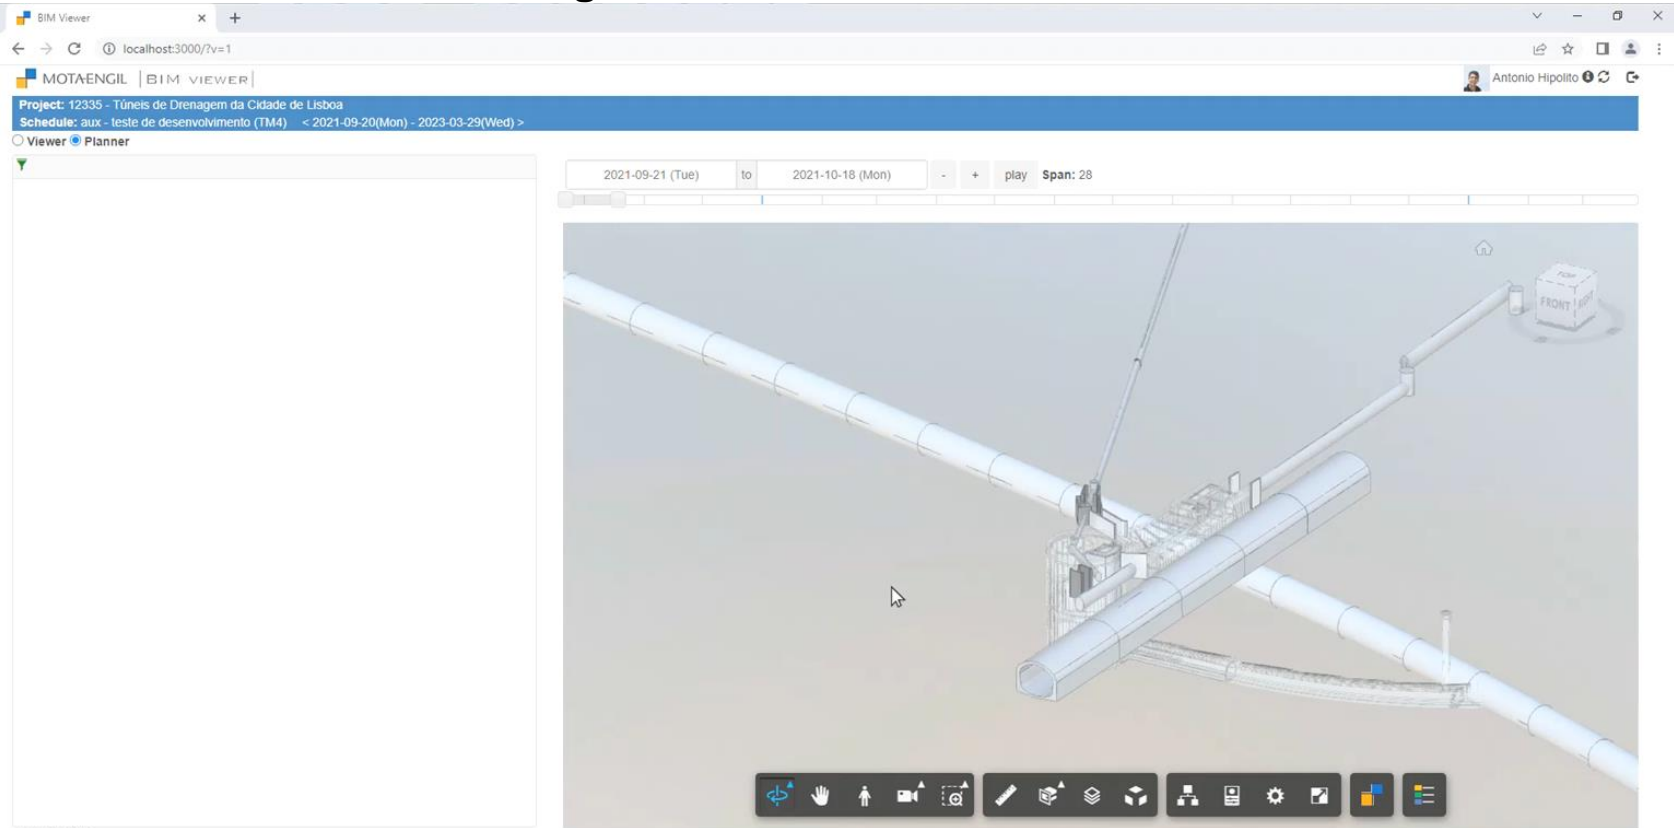 BIM Viewer
localhost:3000/?v=1
MOTA-ENGIL | BIM VIEWER |
Antonio Hipolito
Project: 12335 - Túneis de Drenagem da Cidade de Lisboa
Schedule: aux - teste de desenvolvimento (TM4) < 2021-09-20(Mon) - 2023-03-29(Wed) >
Viewer Planner
2021-09-21 (Tue) to 2021-10-18 (Mon) - + play Span: 28
TOP
FRONT